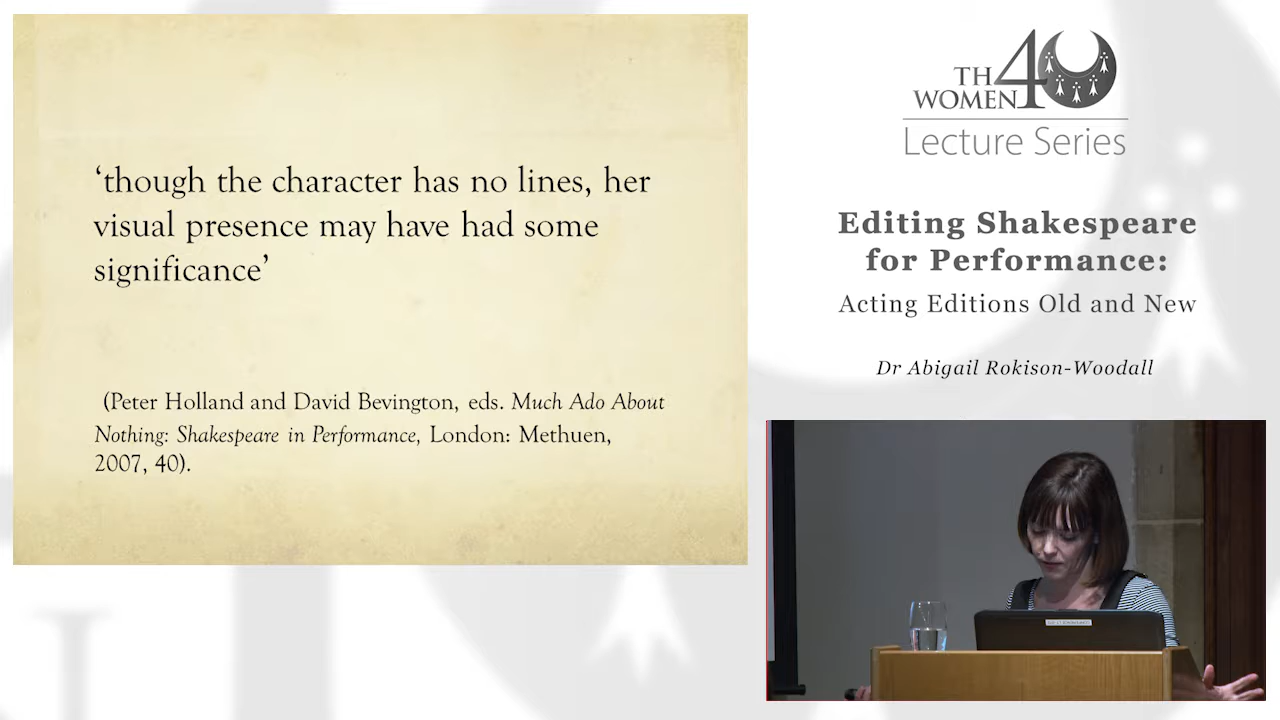 ‘though the character has no lines, her
visual presence may have had some
significance’
(Peter Holland and David Bevington, eds. Much Ado About
Nothing: Shakespeare in Performance, London: Methuen,
2007, 40).
40TH
WOMEN
Lecture Series
Editing Shakespeare
for Performance:
Acting Editions Old and New
Dr Abigail Rokison-Woodall